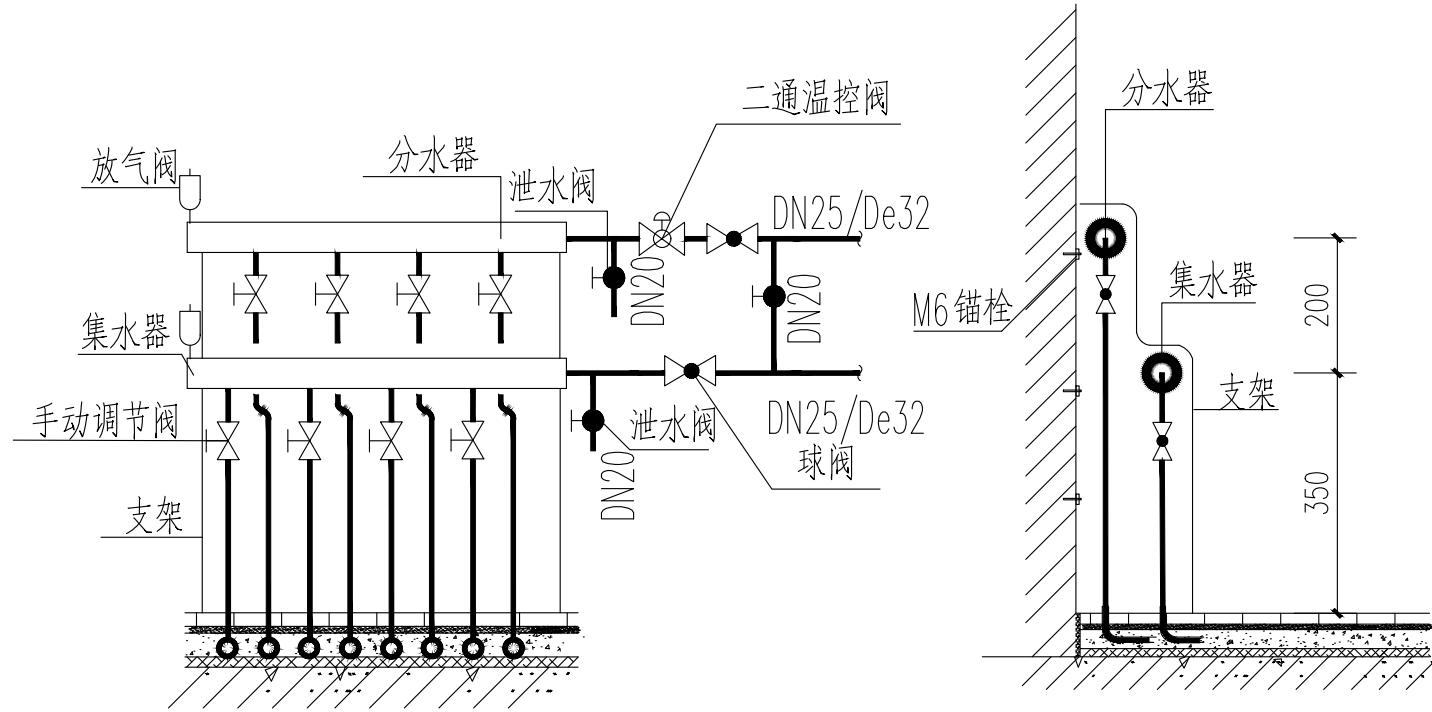 二通温控阀
放气阀
分水器
泄水阀
DN25/De32
DN20
DN20
集水器
手动调节阀
泄水阀
DN20
DN25/De32
球阀
支架
分水器
M6锚栓
集水器
支架
200
350